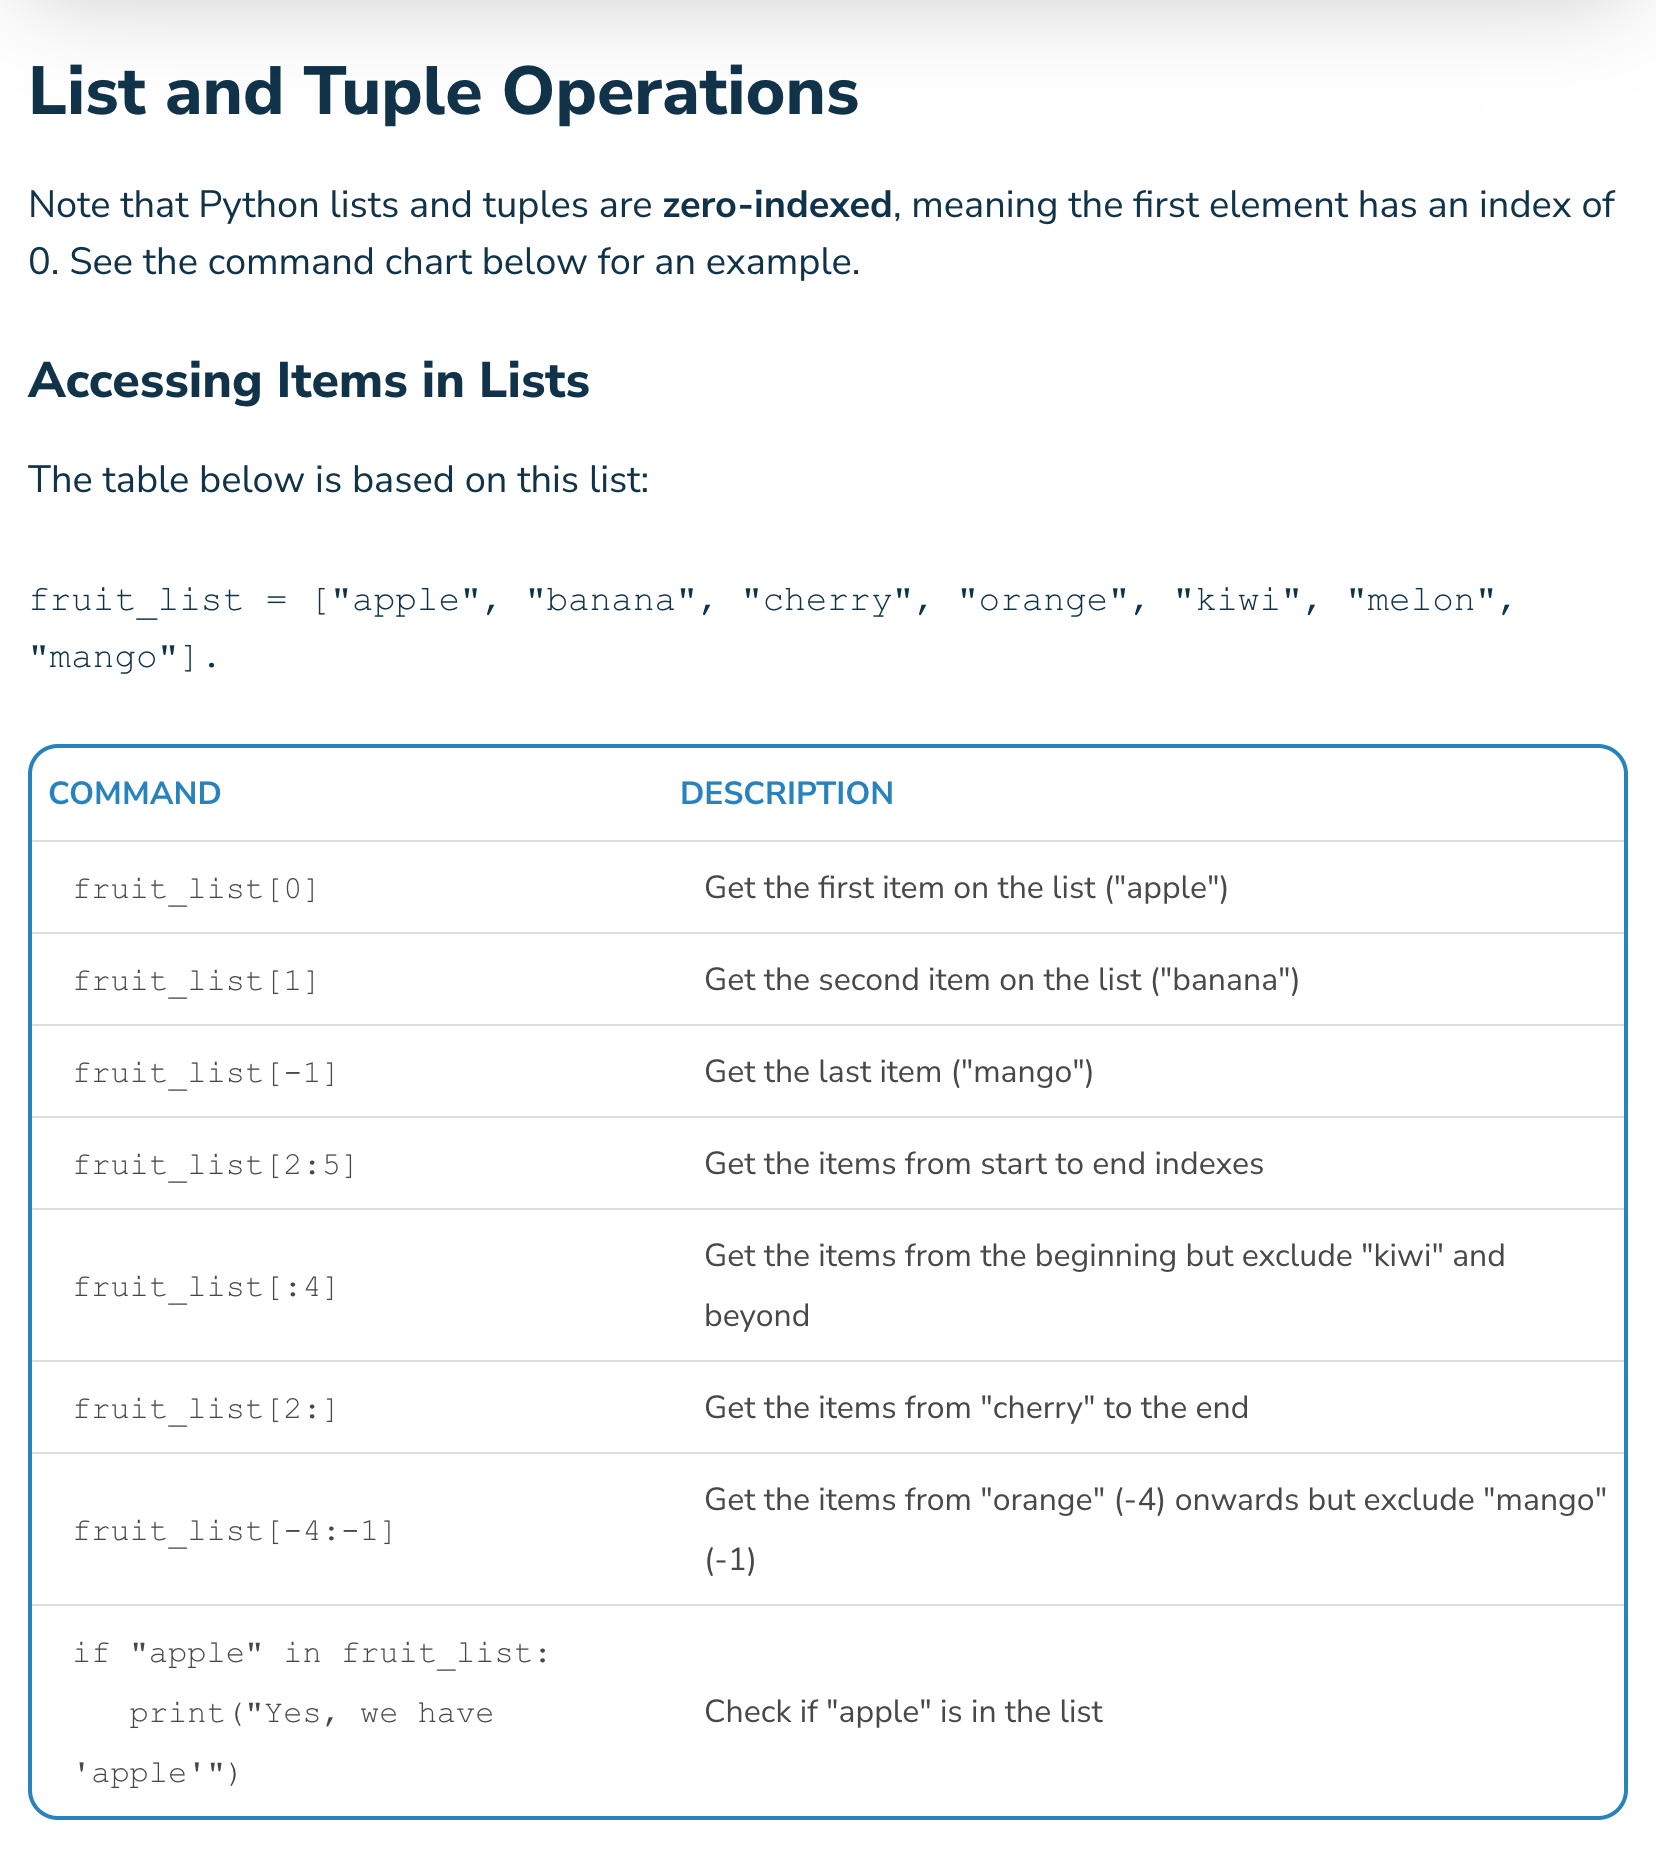 List and Tuple Operations
Note that Python lists and tuples are zero-indexed, meaning the first element has an index of
0. See the command chart below for an example.
Accessing Items in Lists
The table below is based on this list:
fruit_list = ["apple", "banana", "cherry", "orange", "kiwi", "melon",
"mango"].
COMMAND DESCRIPTION
fruit_list[0] Get the first item on the list ("apple")
fruit_list[1] Get the second item on the list ("banana")
fruit_list[-1] Get the last item ("mango")
fruit_list[2:5] Get the items from start to end indexes
fruit_list[:4] Get the items from the beginning but exclude "kiwi" and
beyond
fruit_list[2:] Get the items from "cherry" to the end
fruit_list[-4:-1] Get the items from "orange" (-4) onwards but exclude "mango"
(-1)
if "apple" in fruit_list:
print("Yes, we have
'apple'") Check if "apple" is in the list